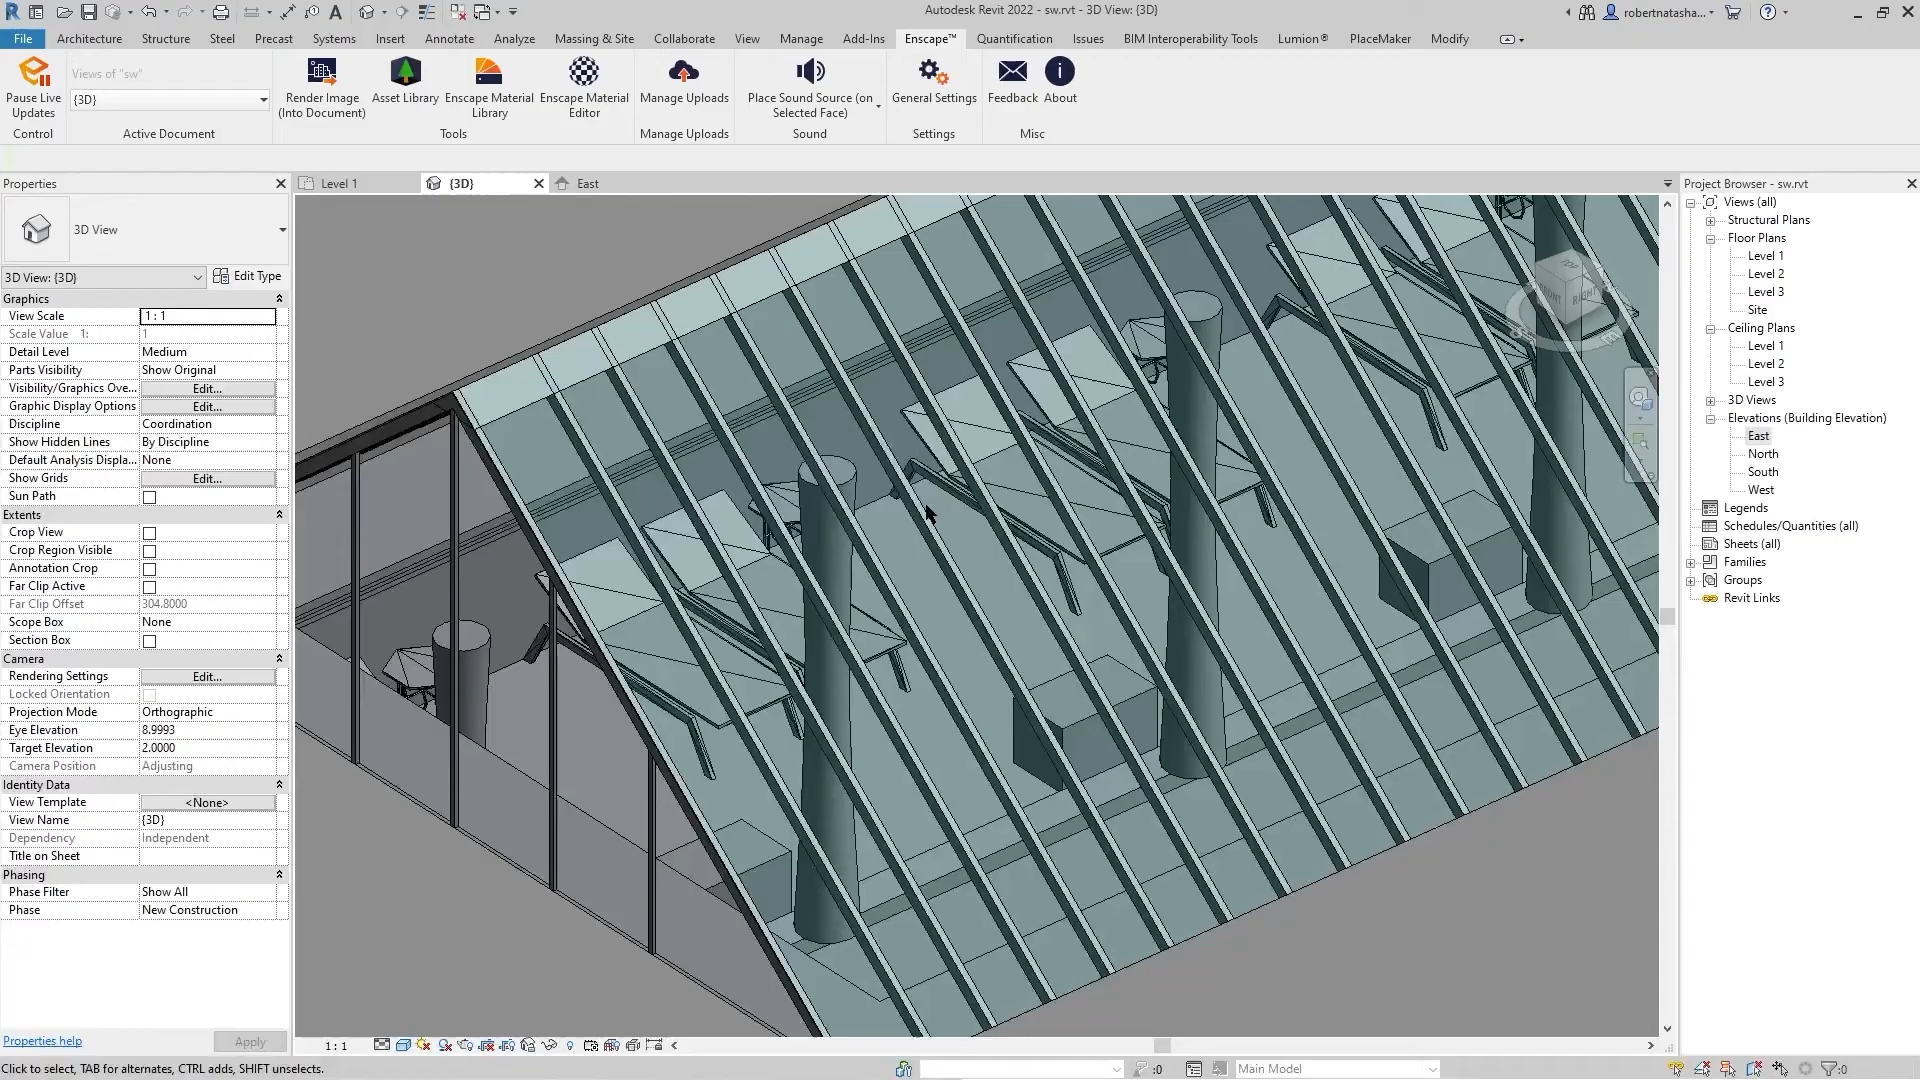 Autodesk Revit 2022 - sw.rvt - 3D View: {3D}
robertnatasha...
File Architecture Structure Steel Precast Systems Insert Annotate Analyze Massing & Site Collaborate View Manage Add-Ins Enscape™ Quantification Issues BIM Interoperability Tools Lumion® PlaceMaker Modify
Pause Live Updates
Control
Views of "sw"
{3D}
Active Document
Render Image (Into Document)
Asset Library
Enscape Material Library
Enscape Material Editor
Tools
Manage Uploads
Manage Uploads
Place Sound Source (on Selected Face)
Sound
General Settings
Settings
Feedback
About
Misc
Properties
3D View
3D View: {3D}
Edit Type
Graphics
View Scale 1 : 1
Scale Value 1: 1
Detail Level Medium
Parts Visibility Show Original
Visibility/Graphics Ove... Edit...
Graphic Display Options Edit...
Discipline Coordination
Show Hidden Lines By Discipline
Default Analysis Displa... None
Show Grids Edit...
Sun Path
Extents
Crop View
Crop Region Visible
Annotation Crop
Far Clip Active
Far Clip Offset 304.8000
Scope Box None
Section Box
Camera
Rendering Settings Edit...
Locked Orientation
Projection Mode Orthographic
Eye Elevation 8.9993
Target Elevation 2.0000
Camera Position Adjusting
Identity Data
View Template <None>
View Name {3D}
Dependency Independent
Title on Sheet
Phasing
Phase Filter Show All
Phase New Construction
Properties help
Apply
Level 1
{3D}
East
TOP
FRONT
RIGHT
1 : 1
Project Browser - sw.rvt
Views (all)
Structural Plans
Floor Plans
Level 1
Level 2
Level 3
Site
Ceiling Plans
Level 1
Level 2
Level 3
3D Views
Elevations (Building Elevation)
East
North
South
West
Legends
Schedules/Quantities (all)
Sheets (all)
Families
Groups
Revit Links
Click to select, TAB for alternates, CTRL adds, SHIFT unselects.
:0
Main Model
:0